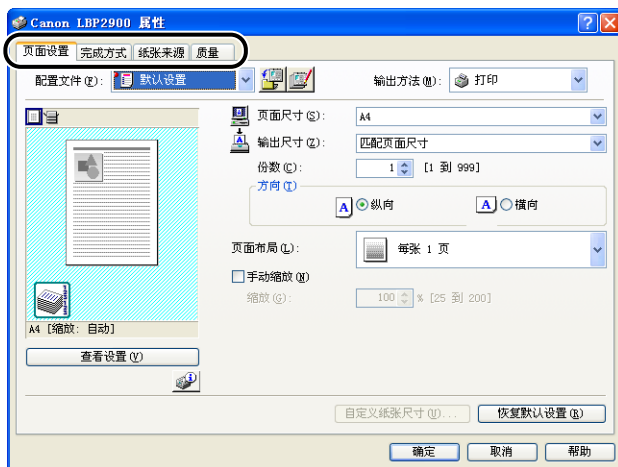 Canon LBP2900 属性
页面设置 完成方式 纸张来源 质量
配置文件(F): 默认设置 输出方法(M): 打印
页面尺寸(S): A4
输出尺寸(Z): 匹配页面尺寸
份数(C): 1 [1 到 999]
方向(T)
A 纵向 A 横向
页面布局(L): 每张 1 页
手动缩放(N)
缩放(G): 100 % [25 到 200]
A4 [缩放: 自动]
查看设置(V)
自定义纸张尺寸(U)... 恢复默认设置(R)
确定 取消 帮助